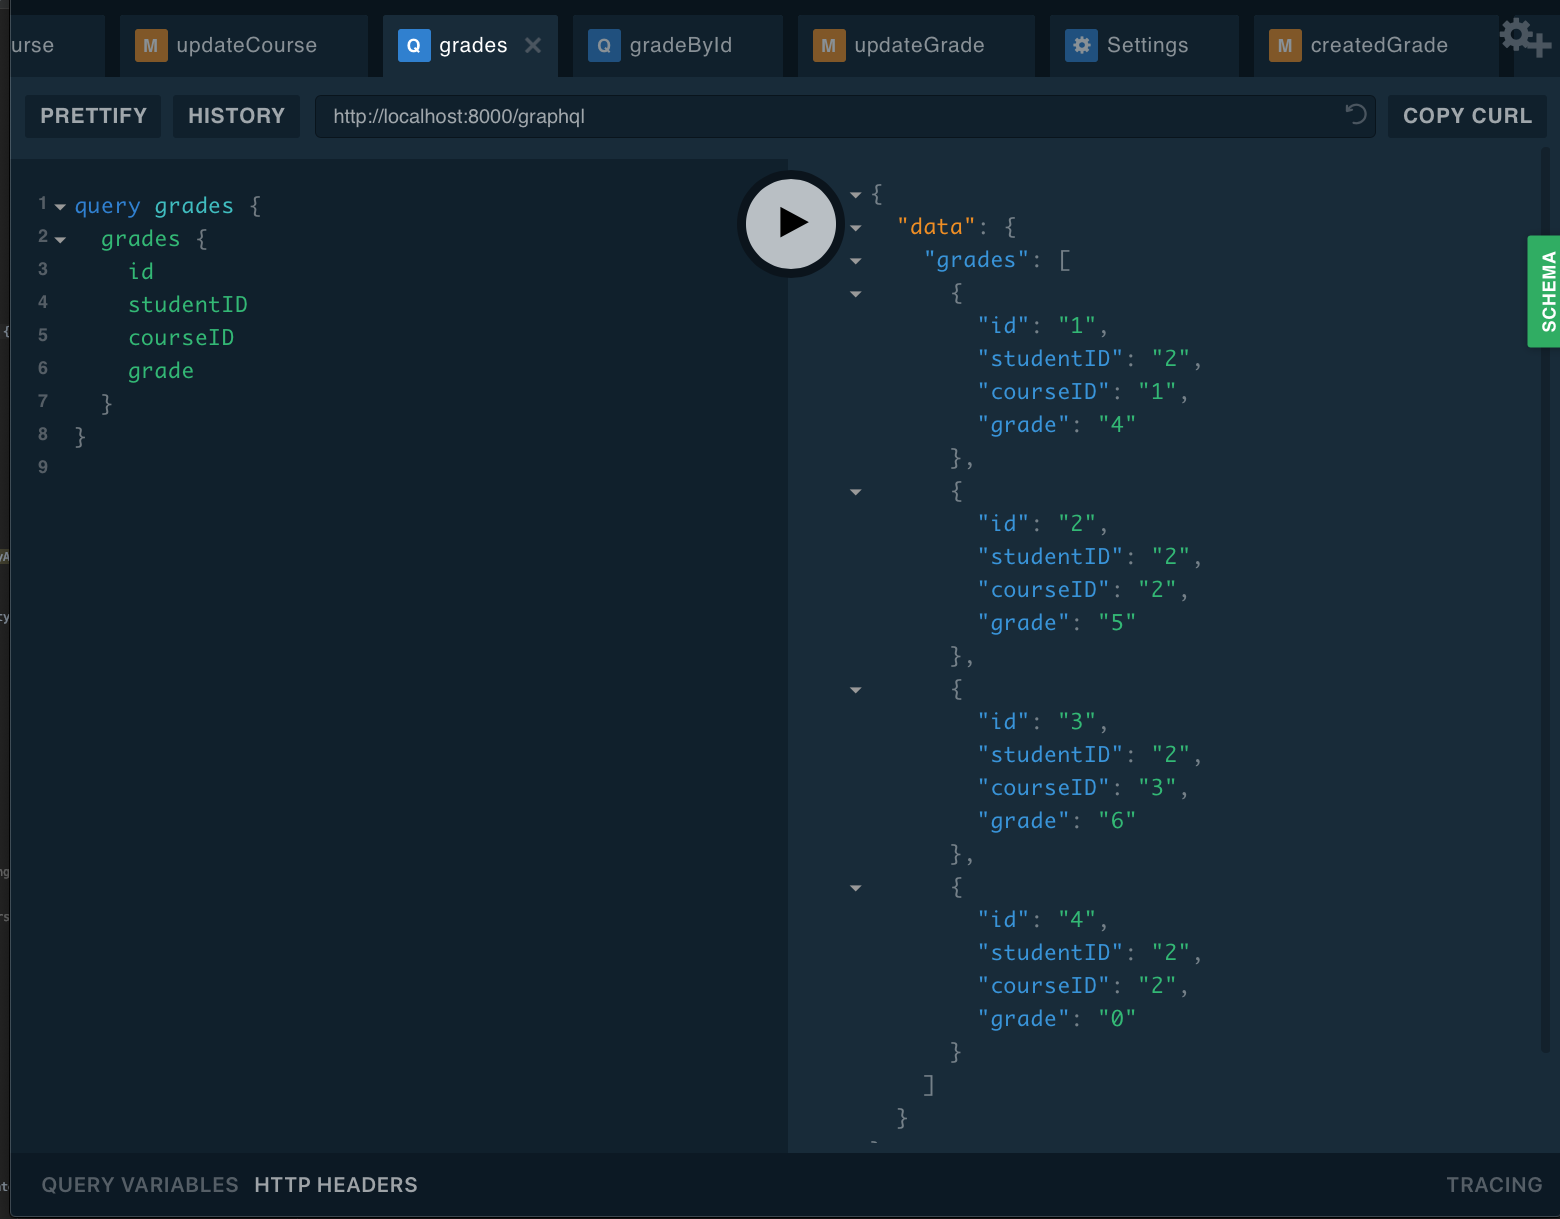 urse
M updateCourse
Q grades
Q gradeById
M updateGrade
Settings
M createdGrade
PRETTIFY
HISTORY
http://localhost:8000/graphql
COPY CURL
1 query grades {
2 grades {
3 id
4 studentID
5 courseID
6 grade
7 }
8 }
9
{
"data": {
"grades": [
{
"id": "1",
"studentID": "2",
"courseID": "1",
"grade": "4"
},
{
"id": "2",
"studentID": "2",
"courseID": "2",
"grade": "5"
},
{
"id": "3",
"studentID": "2",
"courseID": "3",
"grade": "6"
},
{
"id": "4",
"studentID": "2",
"courseID": "2",
"grade": "0"
}
]
}
SCHEMA
QUERY VARIABLES
HTTP HEADERS
TRACING